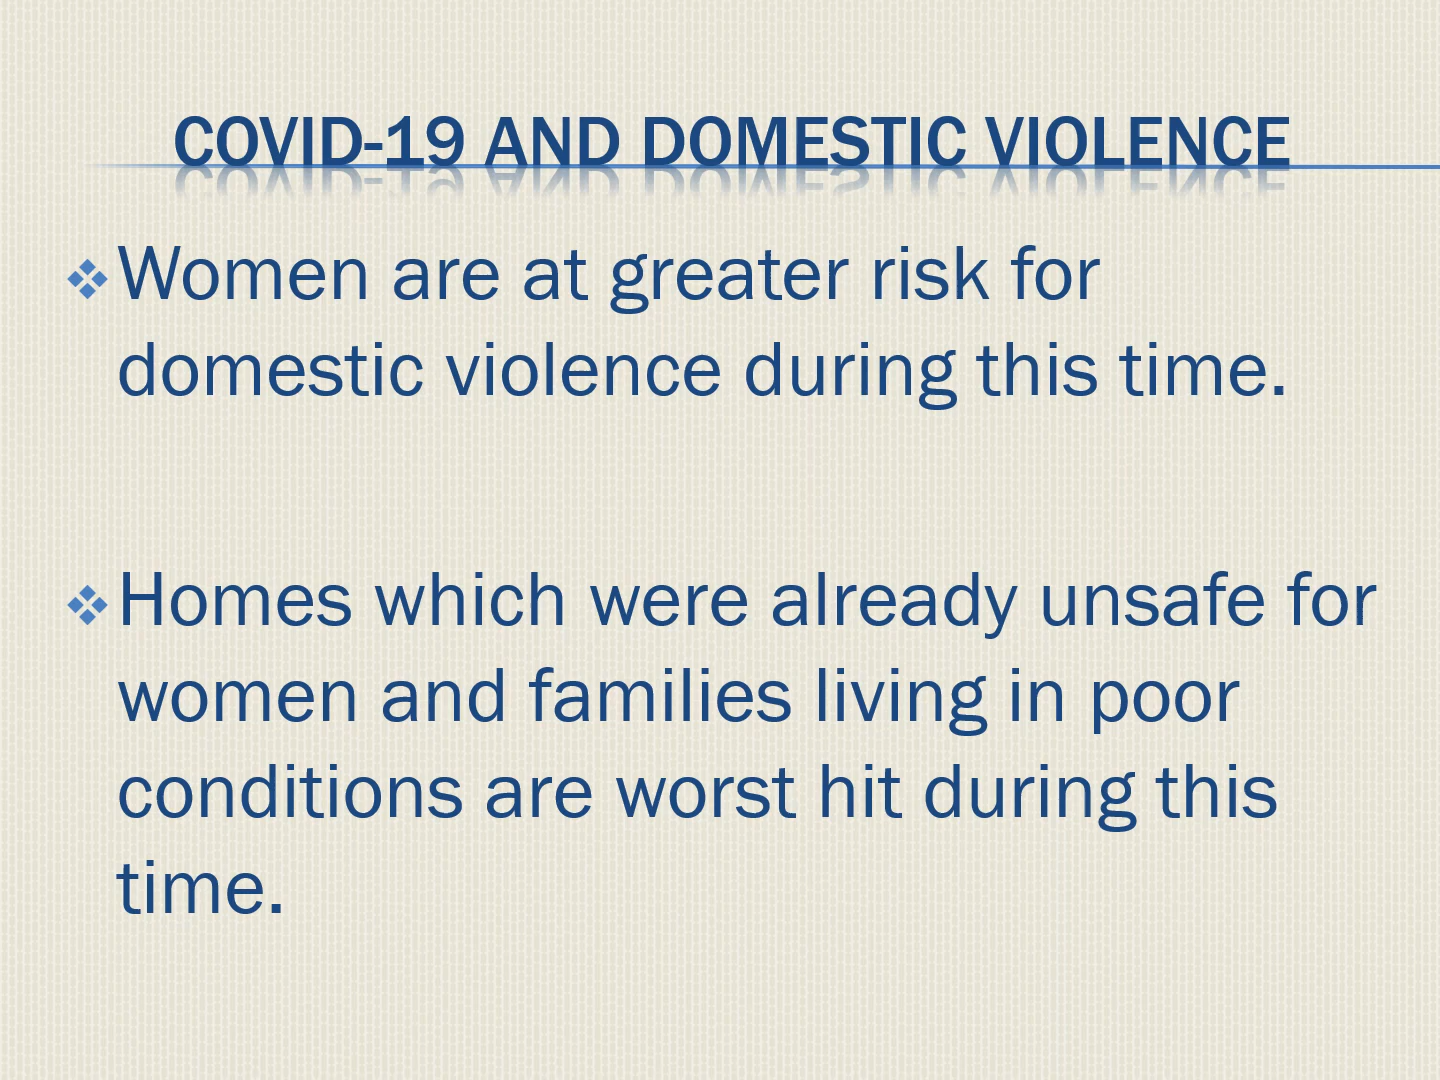 COVID-19 AND DOMESTIC VIOLENCE
❖Women are at greater risk for
domestic violence during this time.
❖Homes which were already unsafe for
women and families living in poor
conditions are worst hit during this
time.